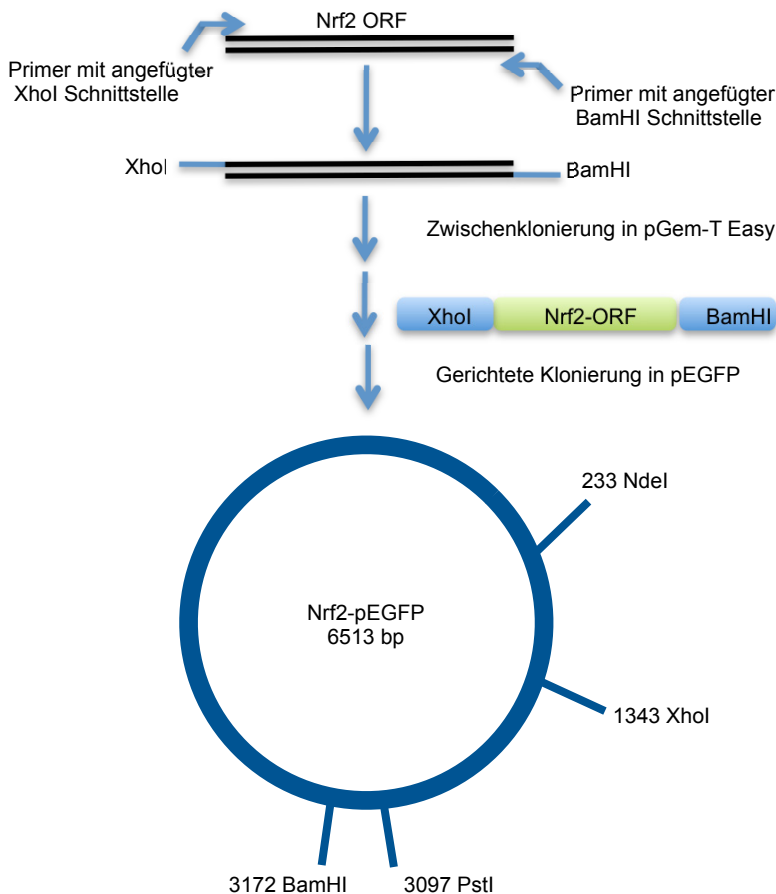 Nrf2 ORF
Primer mit angefügter
XhoI Schnittstelle
Primer mit angefügter
BamHI Schnittstelle
XhoI
BamHI
Zwischenklonierung in pGem-T Easy
XhoI
Nrf2-ORF
BamHI
Gerichtete Klonierung in pEGFP
233 NdeI
Nrf2-pEGFP
6513 bp
1343 XhoI
3172 BamHI
3097 PstI